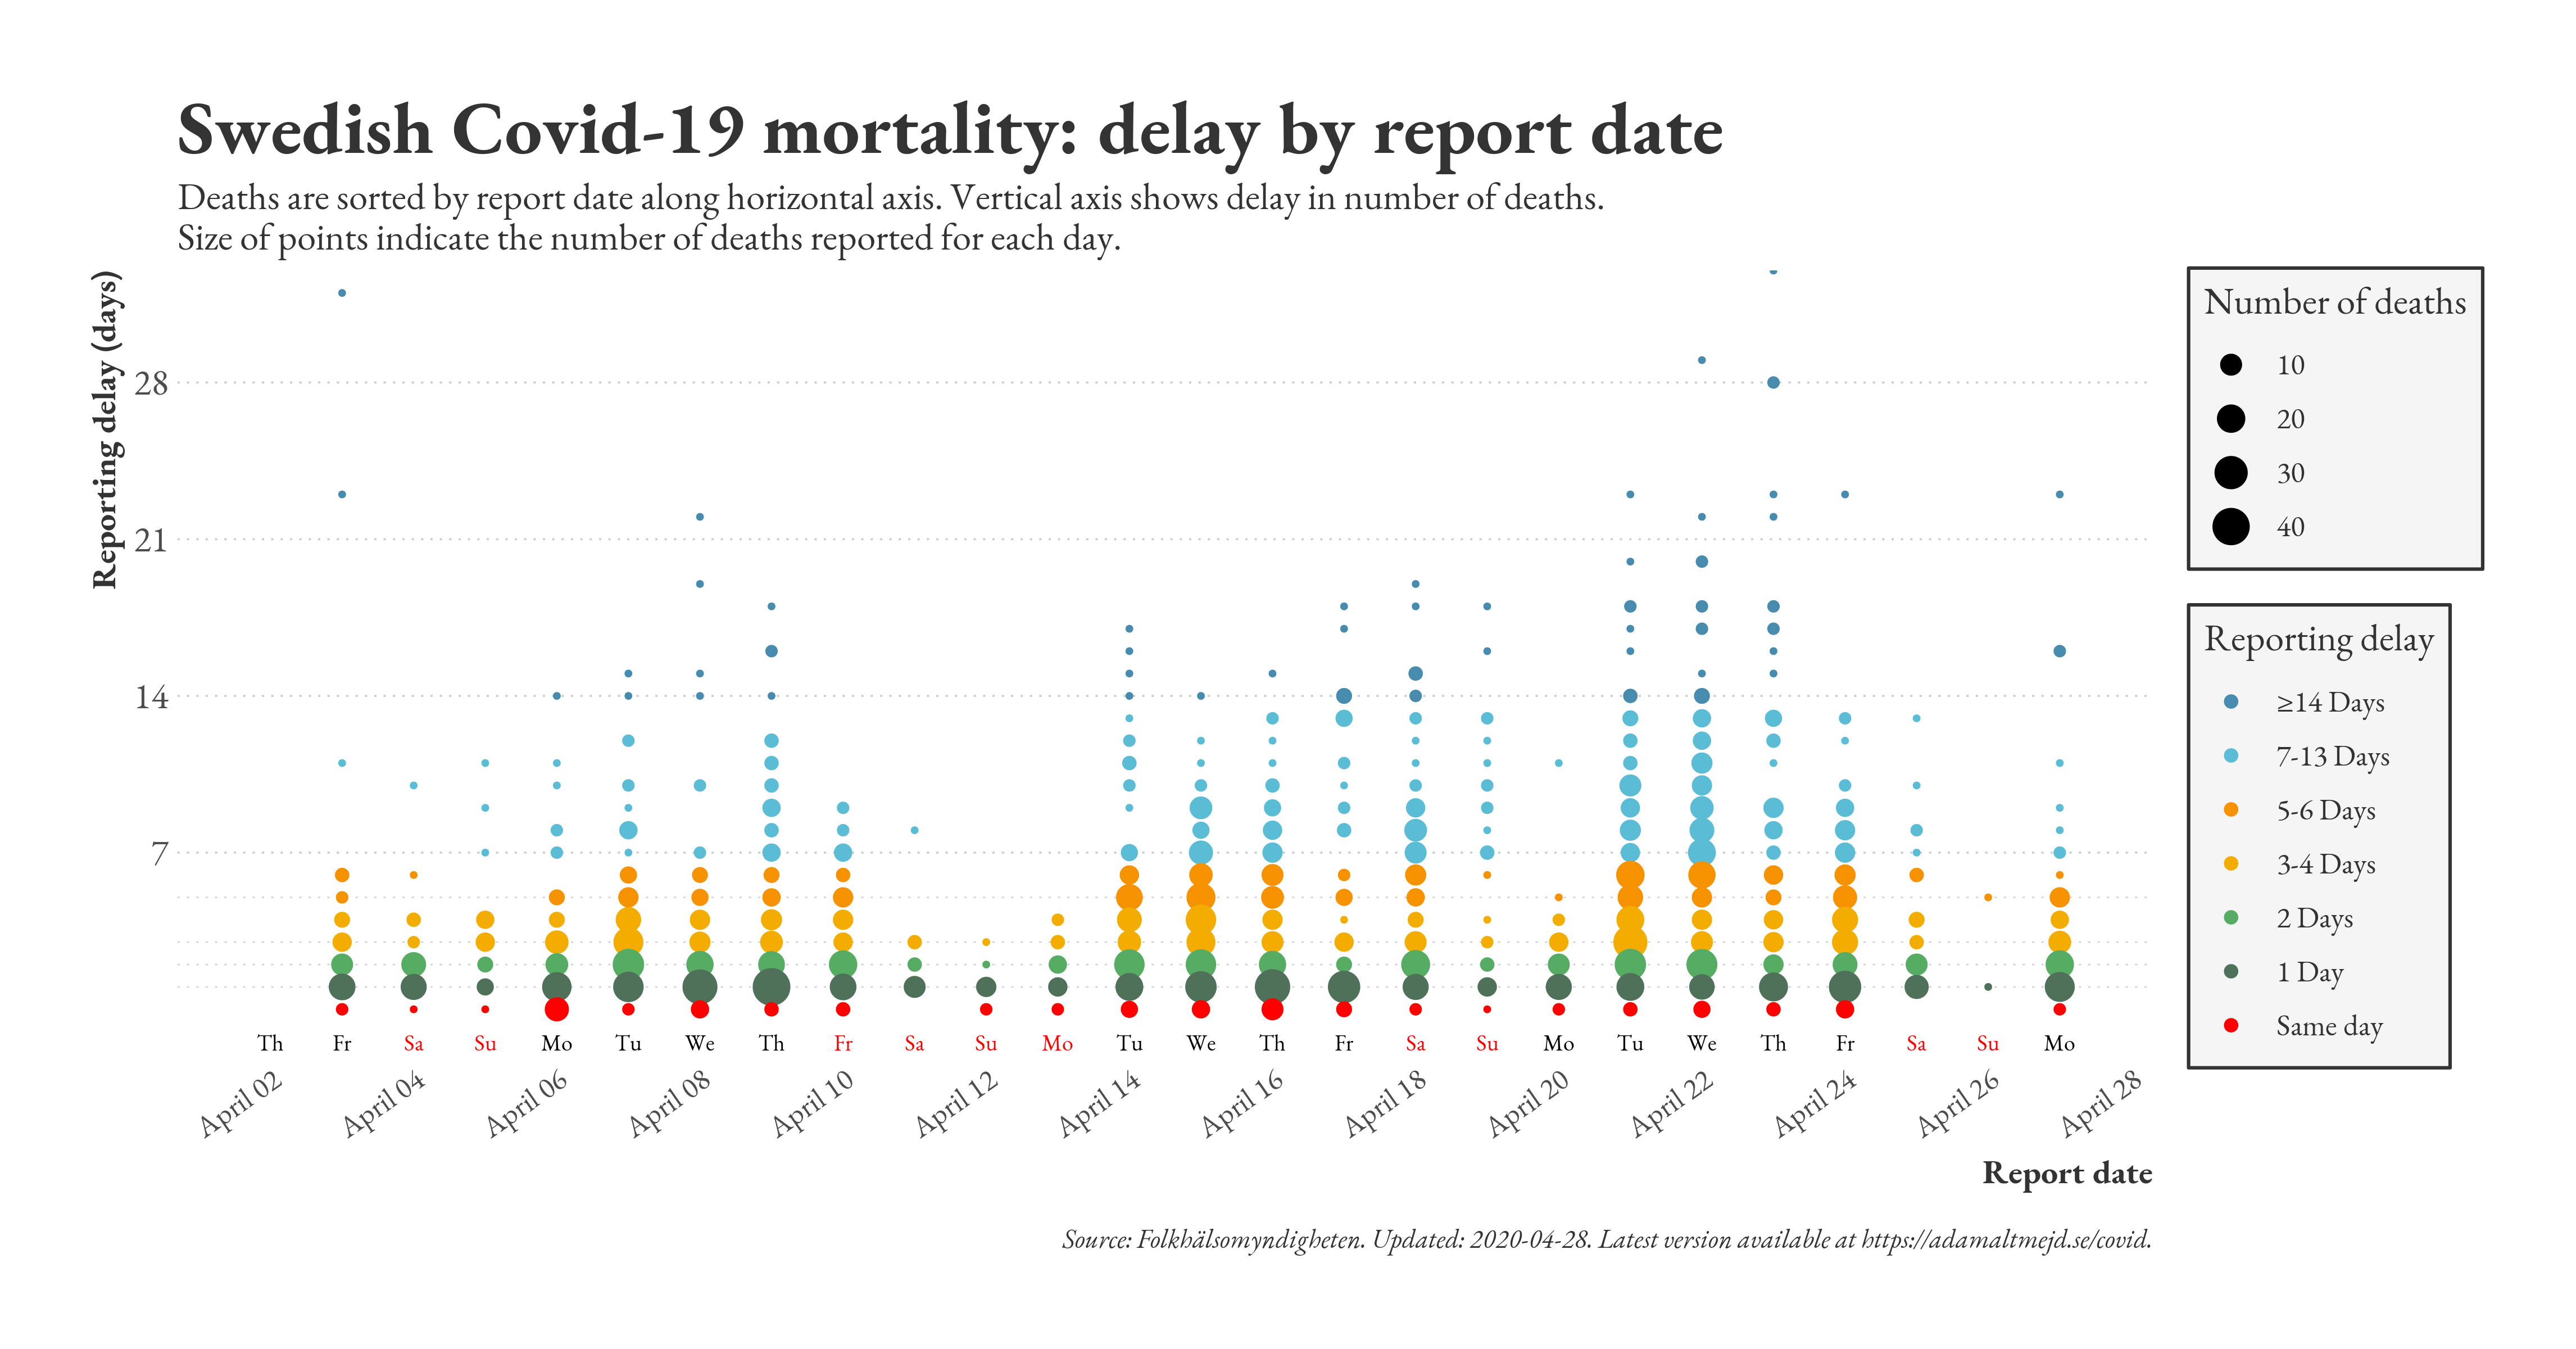 Swedish Covid-19 mortality: delay by report date
Deaths are sorted by report date along horizontal axis. Vertical axis shows delay in number of deaths.
Size of points indicate the number of deaths reported for each day.
Reporting delay (days)
28
21
14
7
Th Fr Sa Su Mo Tu We Th Fr Sa Su Mo Tu We Th Fr Sa Su Mo Tu We Th Fr Sa Su Mo
April 02 April 04 April 06 April 08 April 10 April 12 April 14 April 16 April 18 April 20 April 22 April 24 April 26 April 28
Report date
Number of deaths
10
20
30
40
Reporting delay
≥14 Days
7-13 Days
5-6 Days
3-4 Days
2 Days
1 Day
Same day
Source: Folkhälsomyndigheten. Updated: 2020-04-28. Latest version available at https://adamaltmejd.se/covid.